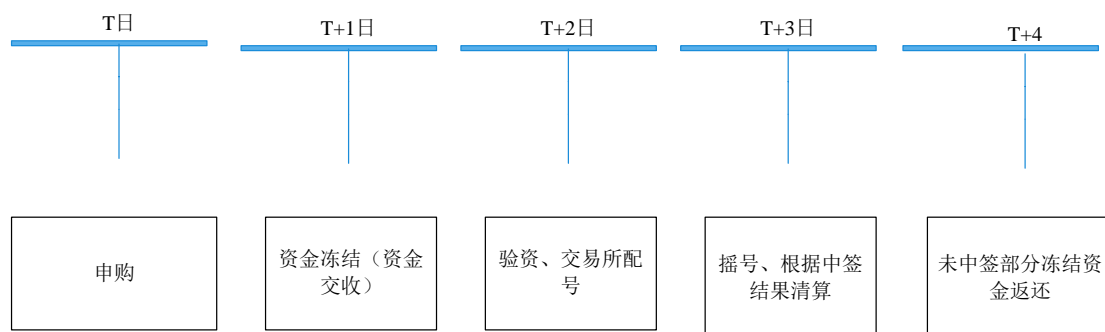 T日
T+1日
T+2日
T+3日
T+4
申购
资金冻结（资金
交收）
验资、交易所配
号
摇号、根据中签
结果清算
未中签部分冻结资
金返还